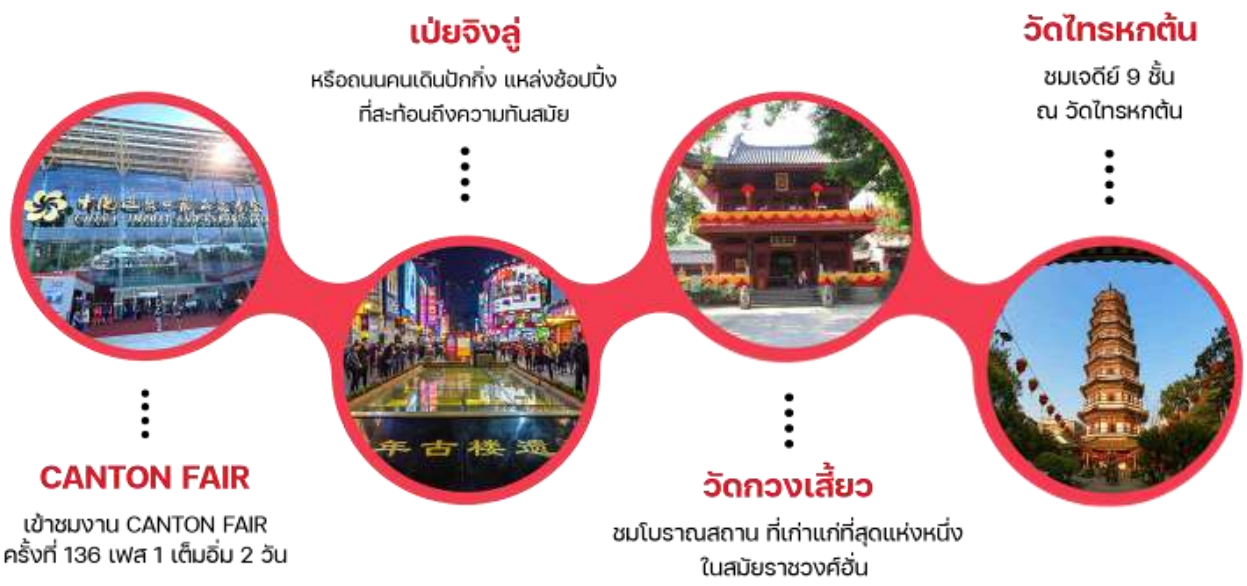 เป่ยจิงลู่
หรือถนนคนเดินปักกิ่ง แหล่งช้อปปิ้ง
ที่สะท้อนถึงความทันสมัย
วัดไทรหกต้น
ชมเจดีย์ 9 ชั้น
ณ วัดไทรหกต้น
年古楼遗
CANTON FAIR
เข้าชมงาน CANTON FAIR
ครั้งที่ 136 เฟส 1 เต็มอิ่ม 2 วัน
วัดกวงเสี้ยว
ชมโบราณสถาน ที่เก่าแก่ที่สุดแห่งหนึ่ง
ในสมัยราชวงศ์ฮั่น